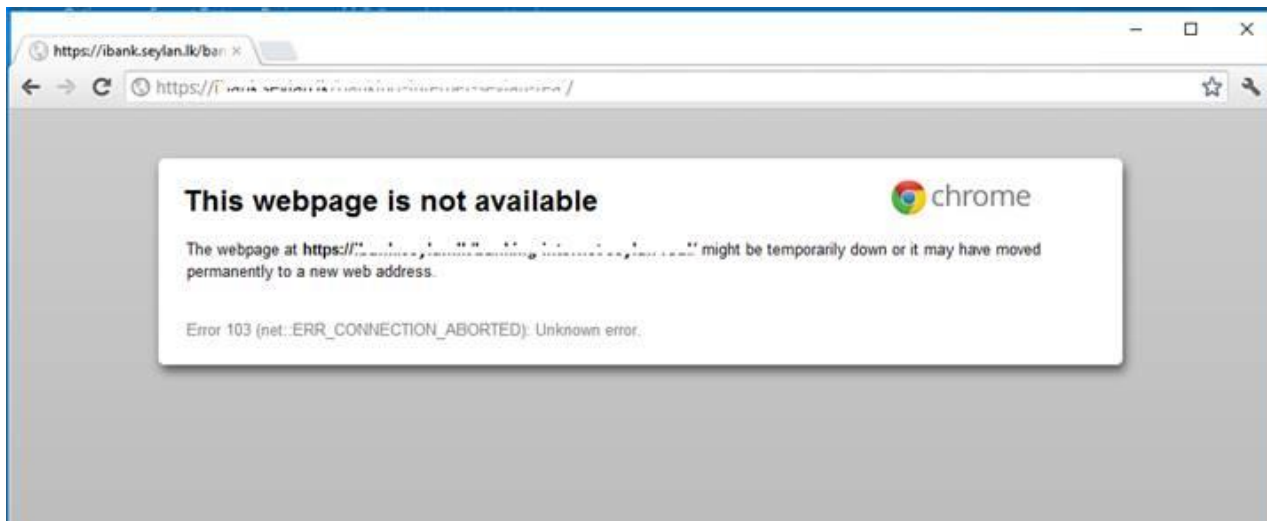 https://ibank.seylan.lk/ban
https://
This webpage is not available
chrome
The webpage at https:// might be temporarily down or it may have moved
permanently to a new web address.
Error 103 (net::ERR_CONNECTION_ABORTED): Unknown error.